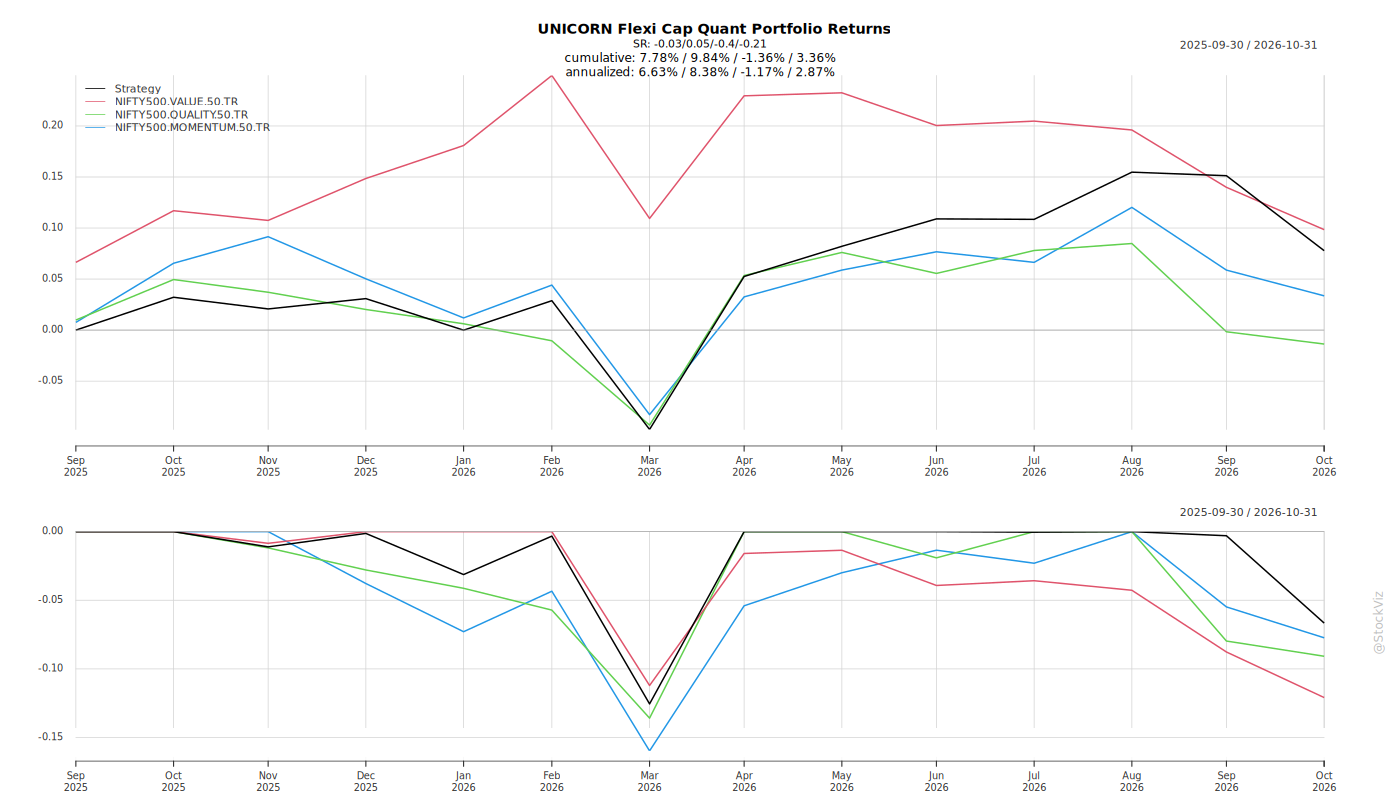 UNICORN Flexi Cap Quant Portfolio Returns
SR: -0.03/0.05/-0.4/-0.21
cumulative: 7.78% / 9.84% / -1.36% / 3.36%
annualized: 6.63% / 8.38% / -1.17% / 2.87%
2025-09-30 / 2026-10-31
Strategy
NIFTY500.VALUE.50.TR
NIFTY500.QUALITY.50.TR
NIFTY500.MOMENTUM.50.TR
0.20
0.15
0.10
0.05
0.00
-0.05
Sep Oct Nov Dec Jan Feb Mar Apr May Jun Jul Aug Sep Oct
2025 2025 2025 2025 2026 2026 2026 2026 2026 2026 2026 2026 2026 2026
2025-09-30 / 2026-10-31
0.00
-0.05
-0.10
-0.15
Sep Oct Nov Dec Jan Feb Mar Apr May Jun Jul Aug Sep Oct
2025 2025 2025 2025 2026 2026 2026 2026 2026 2026 2026 2026 2026 2026
@StockViz